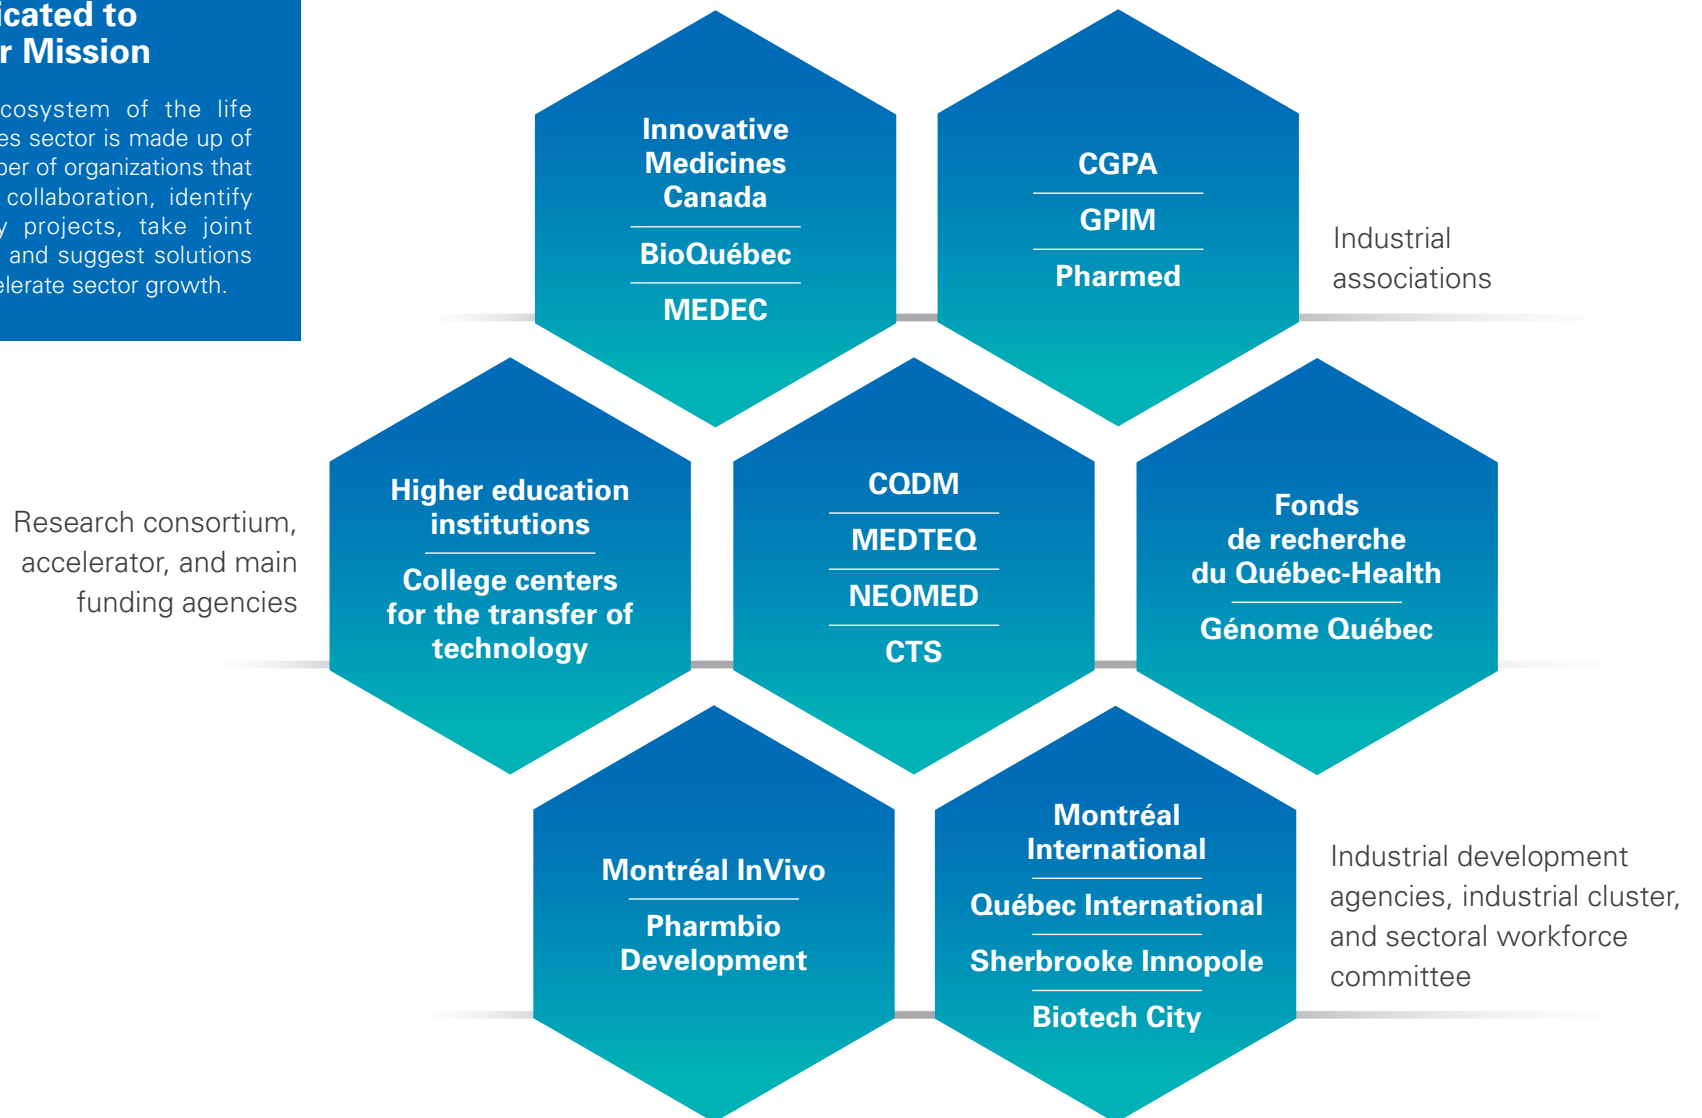 icated to
r Mission
cosystem of the life
es sector is made up of
ber of organizations that
collaboration, identify
y projects, take joint
and suggest solutions
elerate sector growth.
Innovative
Medicines
Canada
BioQuébec
MEDEC
CGPA
GPIM
Pharmed
Industrial
associations
Research consortium,
accelerator, and main
funding agencies
Higher education
institutions
College centers
for the transfer of
technology
CQDM
MEDTEQ
NEOMED
CTS
Fonds
de recherche
du Québec-Health
Génome Québec
Montréal InVivo
Pharmbio
Development
Montréal
International
Québec International
Sherbrooke Innopole
Biotech City
Industrial development
agencies, industrial cluster,
and sectoral workforce
committee